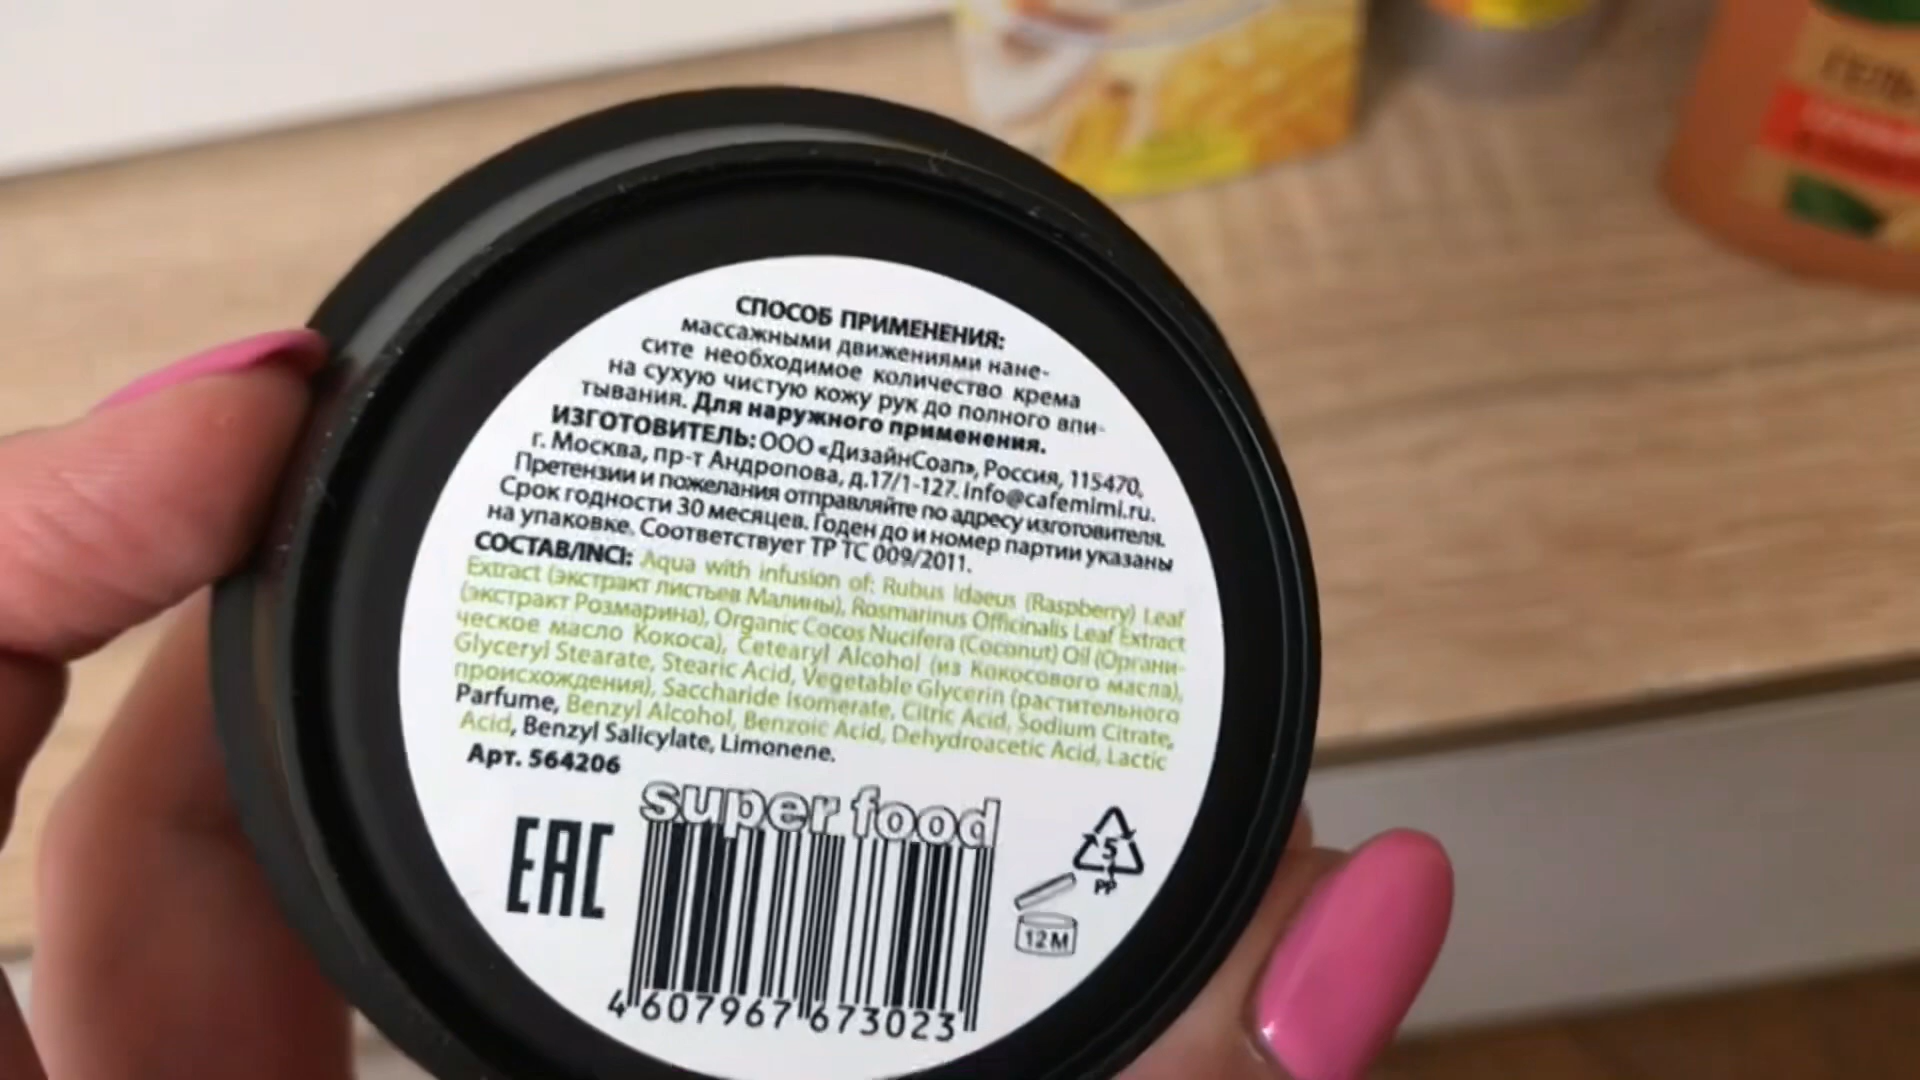 ГЕЛЬ
СПОСОБ ПРИМЕНЕНИЯ:
массажными движениями нане-
сите необходимое количество крема
на сухую чистую кожу рук до полного впи-
тывания. Для наружного применения.
ИЗГОТОВИТЕЛЬ: ООО «ДизайнСоап», Россия, 115470,
г. Москва, пр-т Андропова, д.17/1-127. info@cafemimi.ru.
Претензии и пожелания отправляйте по адресу изготовителя.
Срок годности 30 месяцев. Годен до и номер партии указаны
на упаковке. Соответствует ТР ТС 009/2011.
СОСТАВ/INCI: Aqua with infusion of: Rubus Idaeus (Raspberry) Leaf
Extract (экстракт листьев Малины), Rosmarinus Officinalis Leaf Extract
(экстракт Розмарина), Organic Cocos Nucifera (Coconut) Oil (Органи-
ческое масло Кокоса), Cetearyl Alcohol (из Кокосового масла),
Glyceryl Stearate, Stearic Acid, Vegetable Glycerin (растительного
происхождения), Saccharide Isomerate, Citric Acid, Sodium Citrate,
Parfume, Benzyl Alcohol, Benzoic Acid, Dehydroacetic Acid, Lactic
Acid, Benzyl Salicylate, Limonene.
Арт. 564206
super food
EAC
5
PP
12 M
4 607967 673023